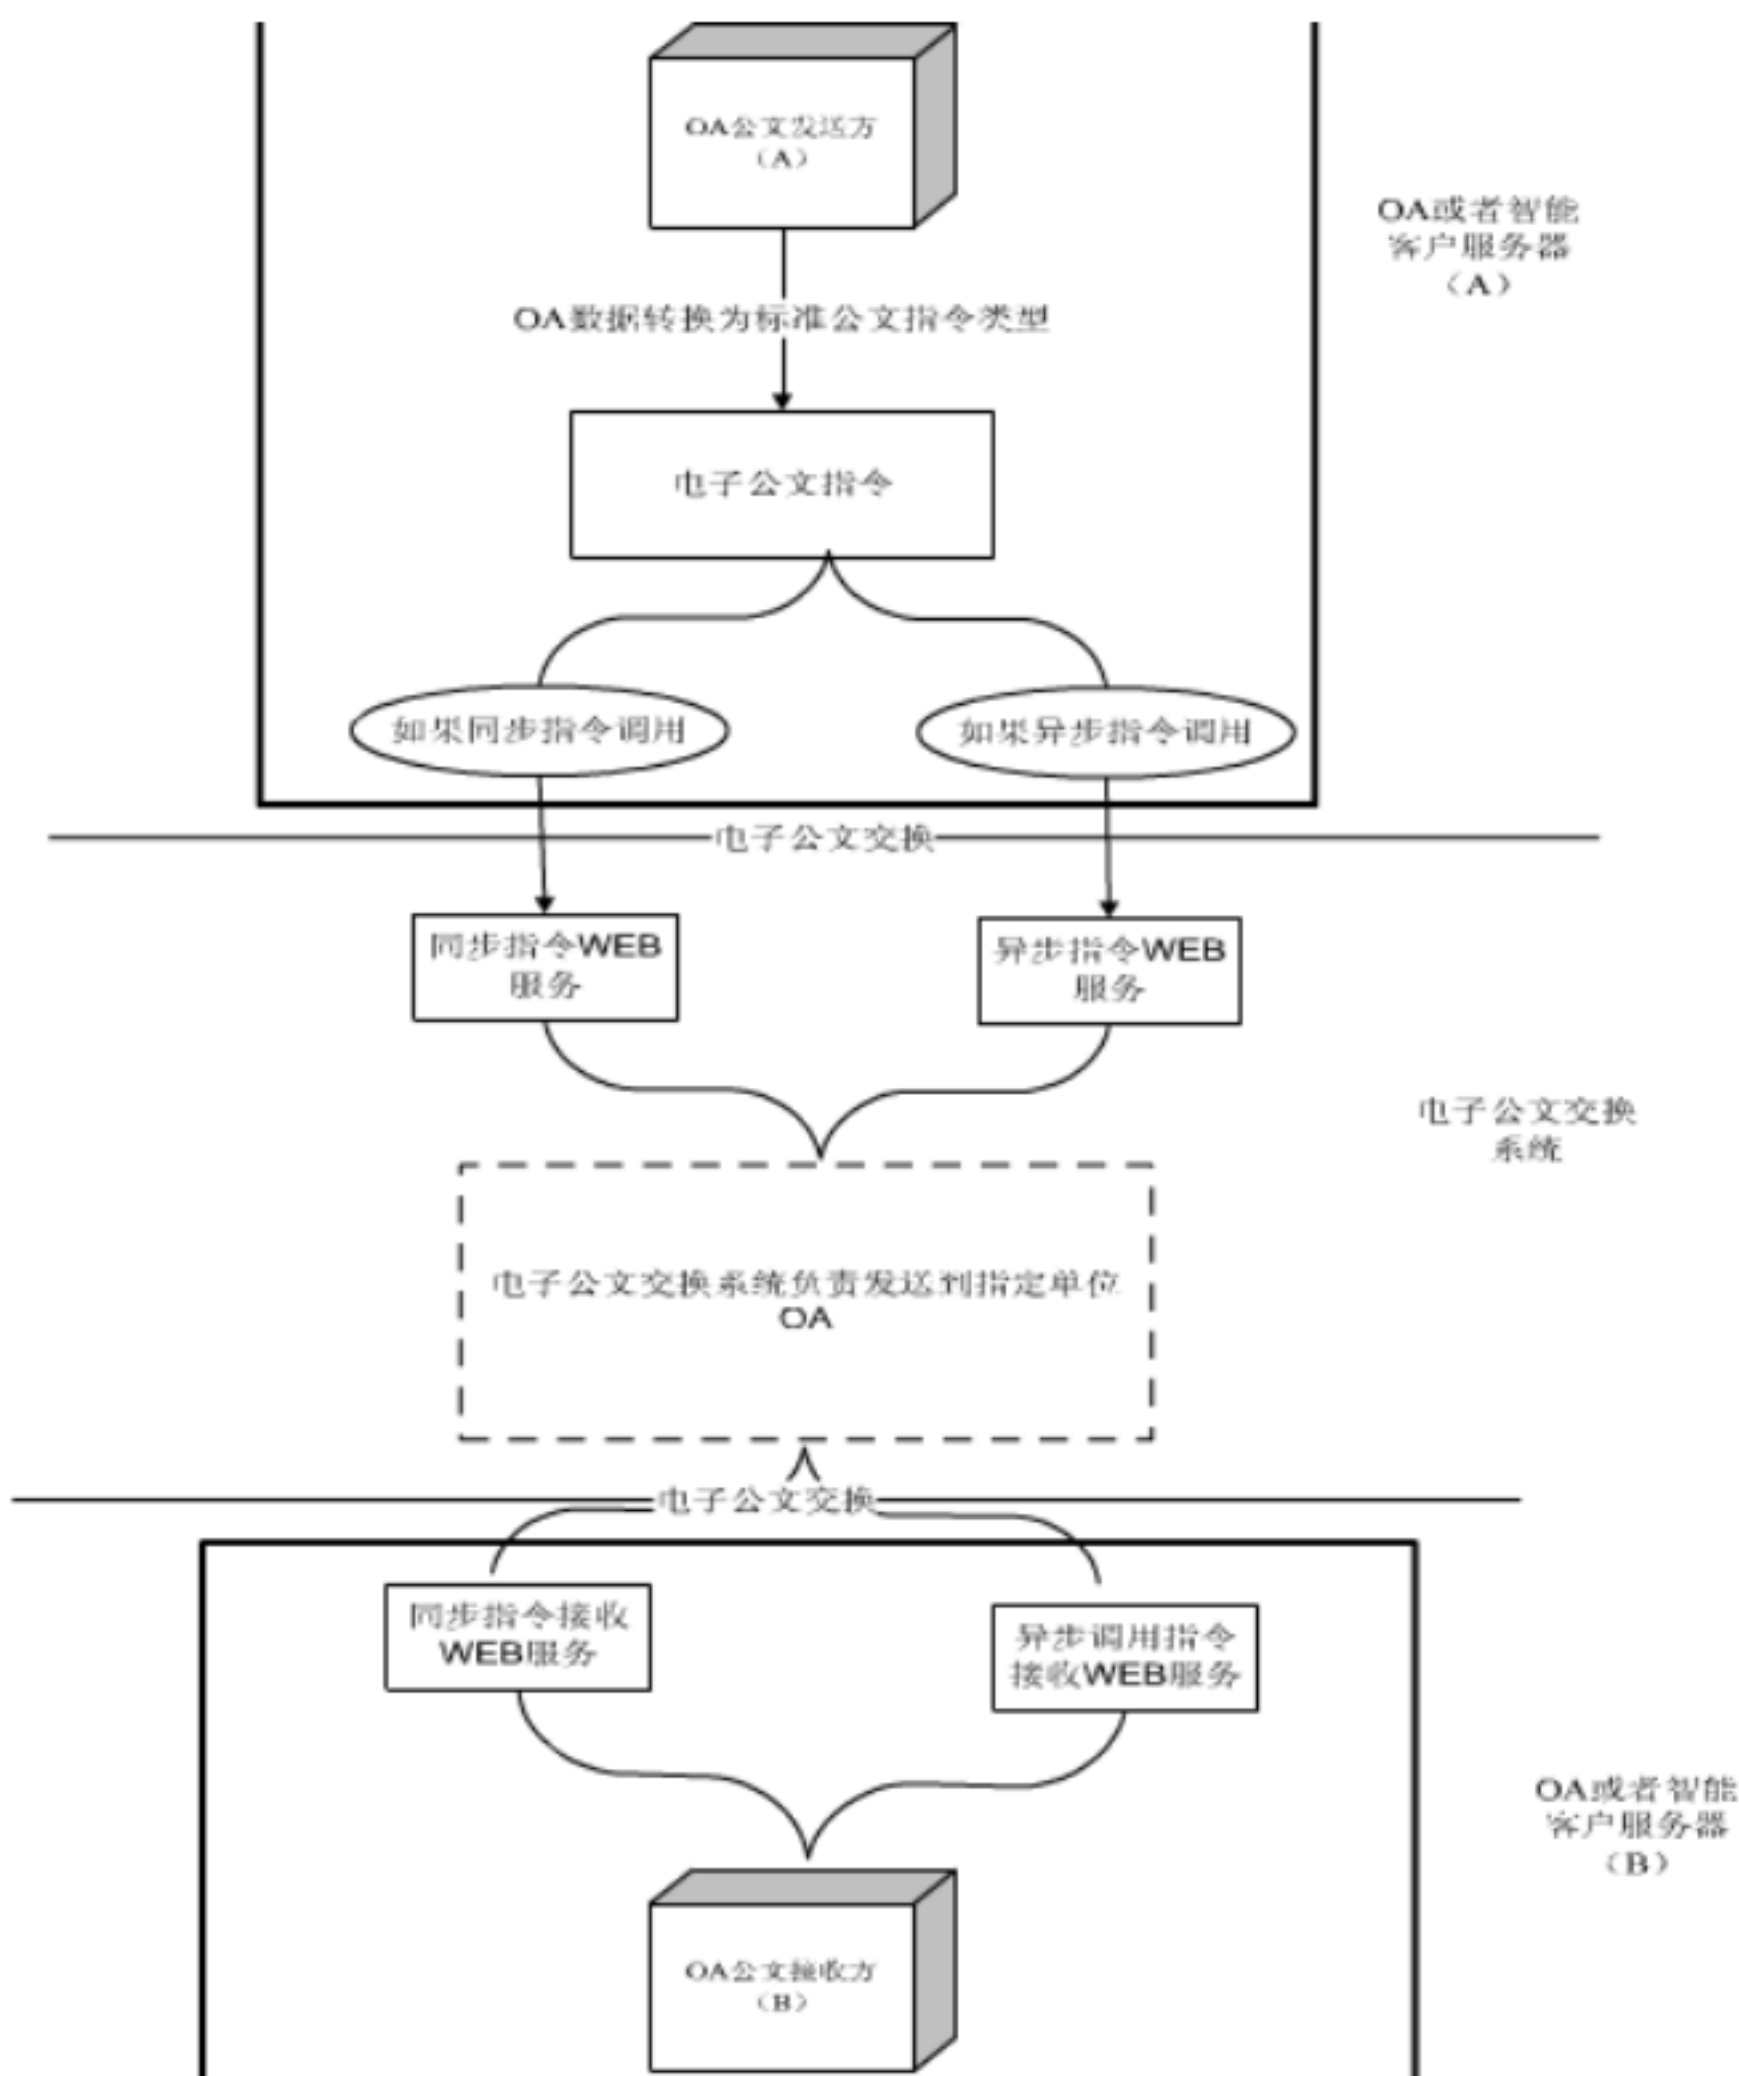 OA公文发送方
（A）
OA或者智能
客户服务器
（A）
OA数据转换为标准公文指令类型
电子公文指令
如果同步指令调用
如果异步指令调用
电子公文交换
同步指令WEB
服务
异步指令WEB
服务
电子公文交换
系统
电子公文交换系统负责发送到指定单位
OA
电子公文交换
同步指令接收
WEB服务
异步调用指令
接收WEB服务
OA或者智能
客户服务器
（B）
OA公文接收方
（B）